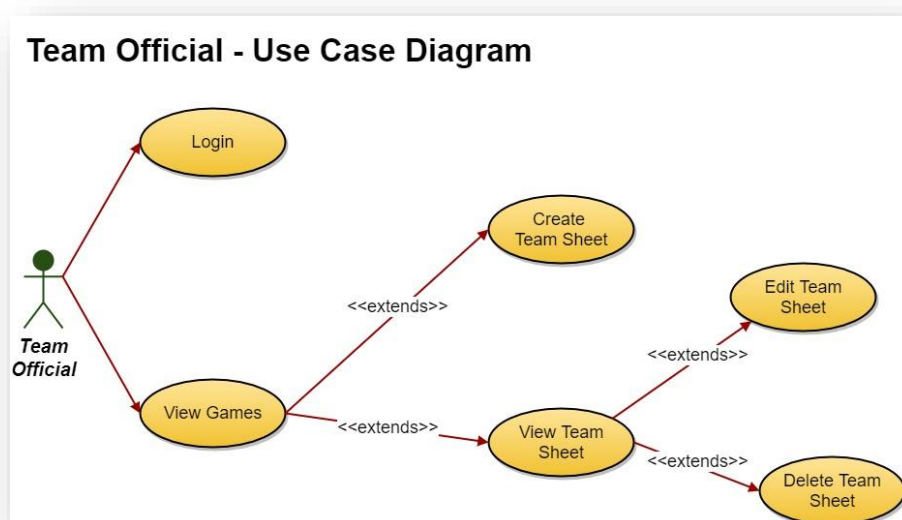 Team Official - Use Case Diagram
Login
Create
Team Sheet
Edit Team
Sheet
<<extends>>
<<extends>>
Team
Official
View Games
<<extends>>
View Team
Sheet
<<extends>>
Delete Team
Sheet